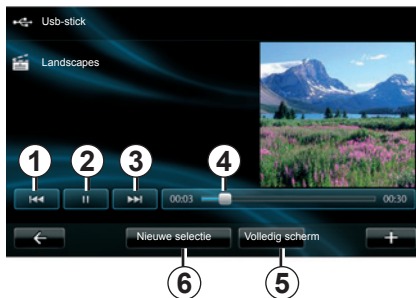 Usb-stick
Landscapes
1 2 3 4
00:03 00:30
Nieuwe selectie Volledig scherm
6 5